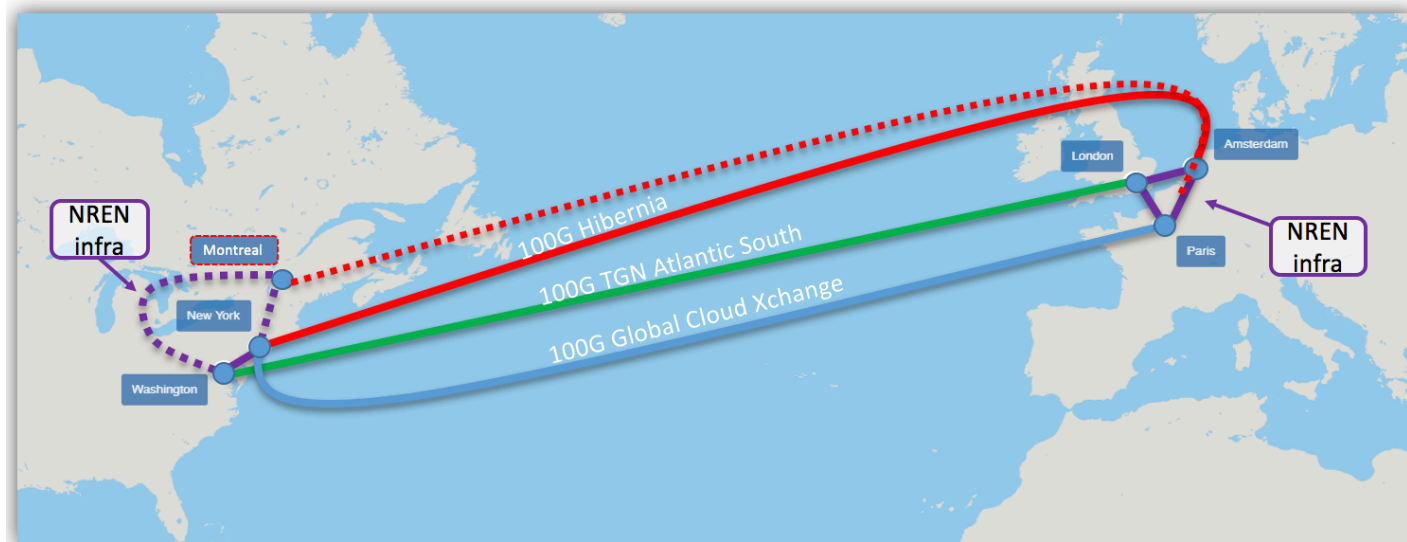 London
Amsterdam
NREN
infra
100G Hibernia
NREN
infra
Montreal
100G TGN Atlantic South
Paris
New York
100G Global Cloud Xchange
Washington